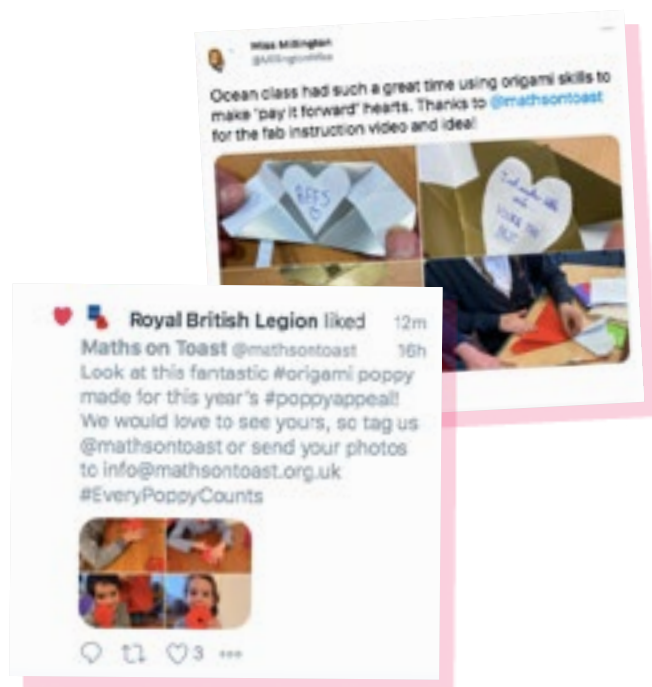 Miss Millington
@MillingtonMiss
Ocean class had such a great time using origami skills to
make 'pay it forward' hearts. Thanks to @mathsontoast
for the fab instruction video and idea!
BEFS
Royal British Legion liked 12m
Maths on Toast @mathsontoast 16h
Look at this fantastic #origami poppy
made for this year's #poppyappeal!
We would love to see yours, so tag us
@mathsontoast or send your photos
to info@mathsontoast.org.uk
#EveryPoppyCounts
3